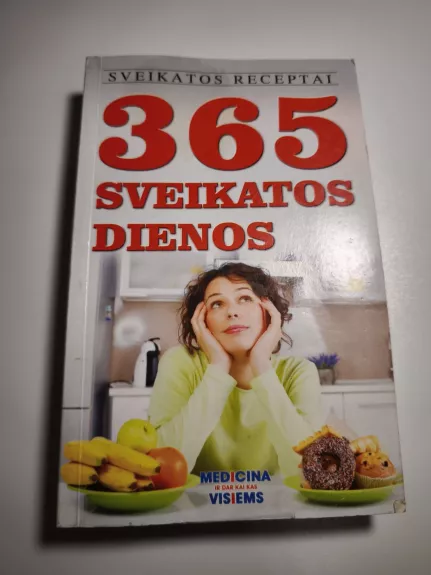 SVEIKATOS RECEPTAI
365
SVEIKATOS
DIENOS
MEDICINA
IR DAR KAI KAS
VISIEMS